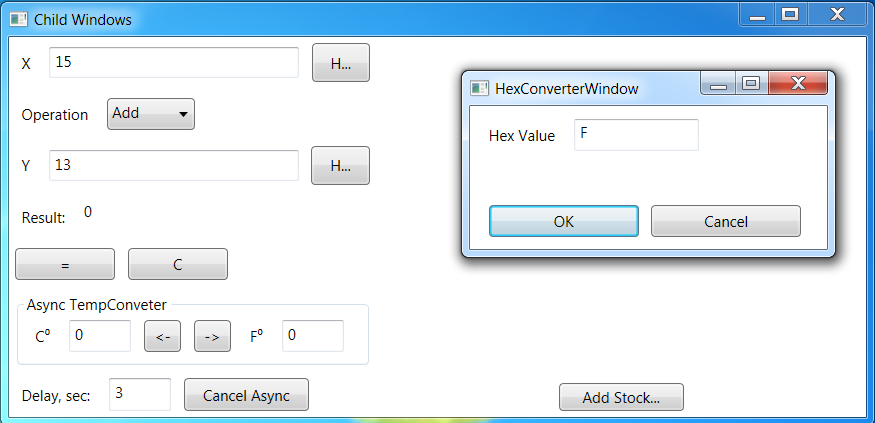 Child Windows
X 15 H...
Operation Add
Y 13 H...
Result: 0
= C
Async TempConveter
C⁰ 0 <- -> F⁰ 0
Delay, sec: 3 Cancel Async
Add Stock...
HexConverterWindow
Hex Value F
OK Cancel